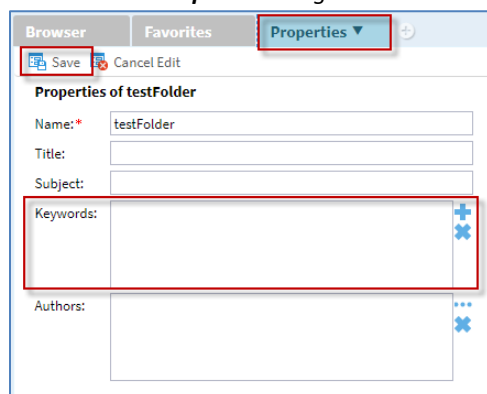 Browser Favorites Properties ▼
Save Cancel Edit
Properties of testFolder
Name:* testFolder
Title:
Subject:
Keywords:
Authors: